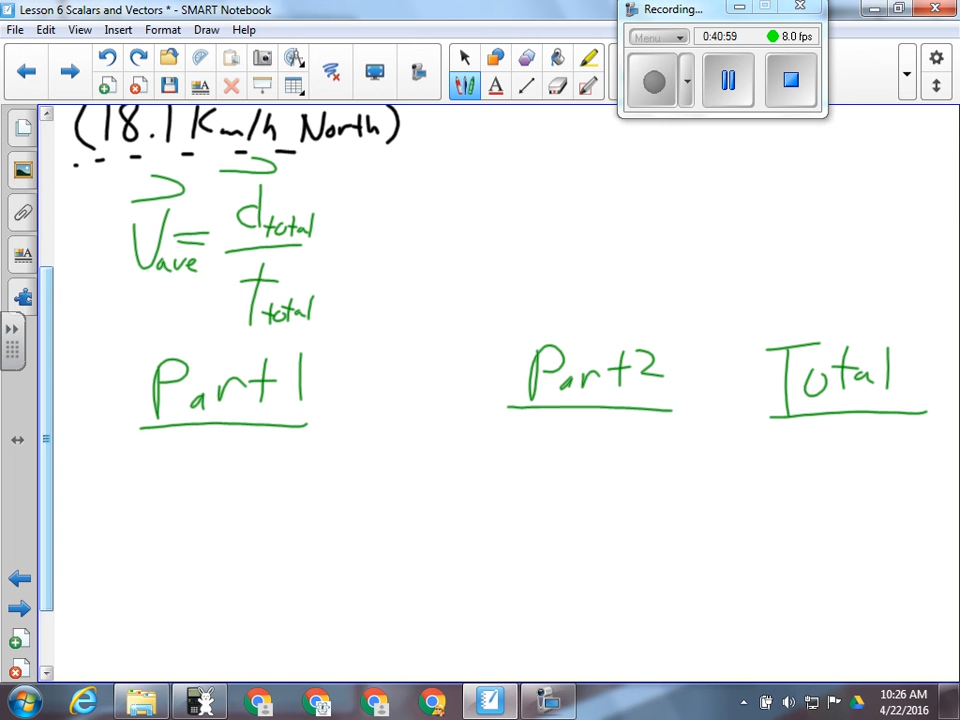 Lesson 6 Scalars and Vectors * - SMART Notebook
Recording...
File Edit View Insert Format Draw Help
Menu 0:40:59 8.0 fps
(18.1 Km/h North)
Vave = dtotal
ttotal
Part 1 Part 2 Total
10:26 AM
4/22/2016